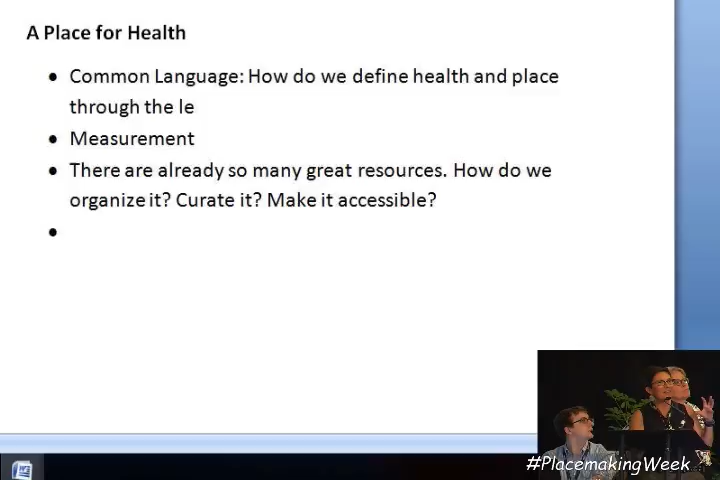 A Place for Health
• Common Language: How do we define health and place
through the le
• Measurement
• There are already so many great resources. How do we
organize it? Curate it? Make it accessible?
•
#PlacemakingWeek